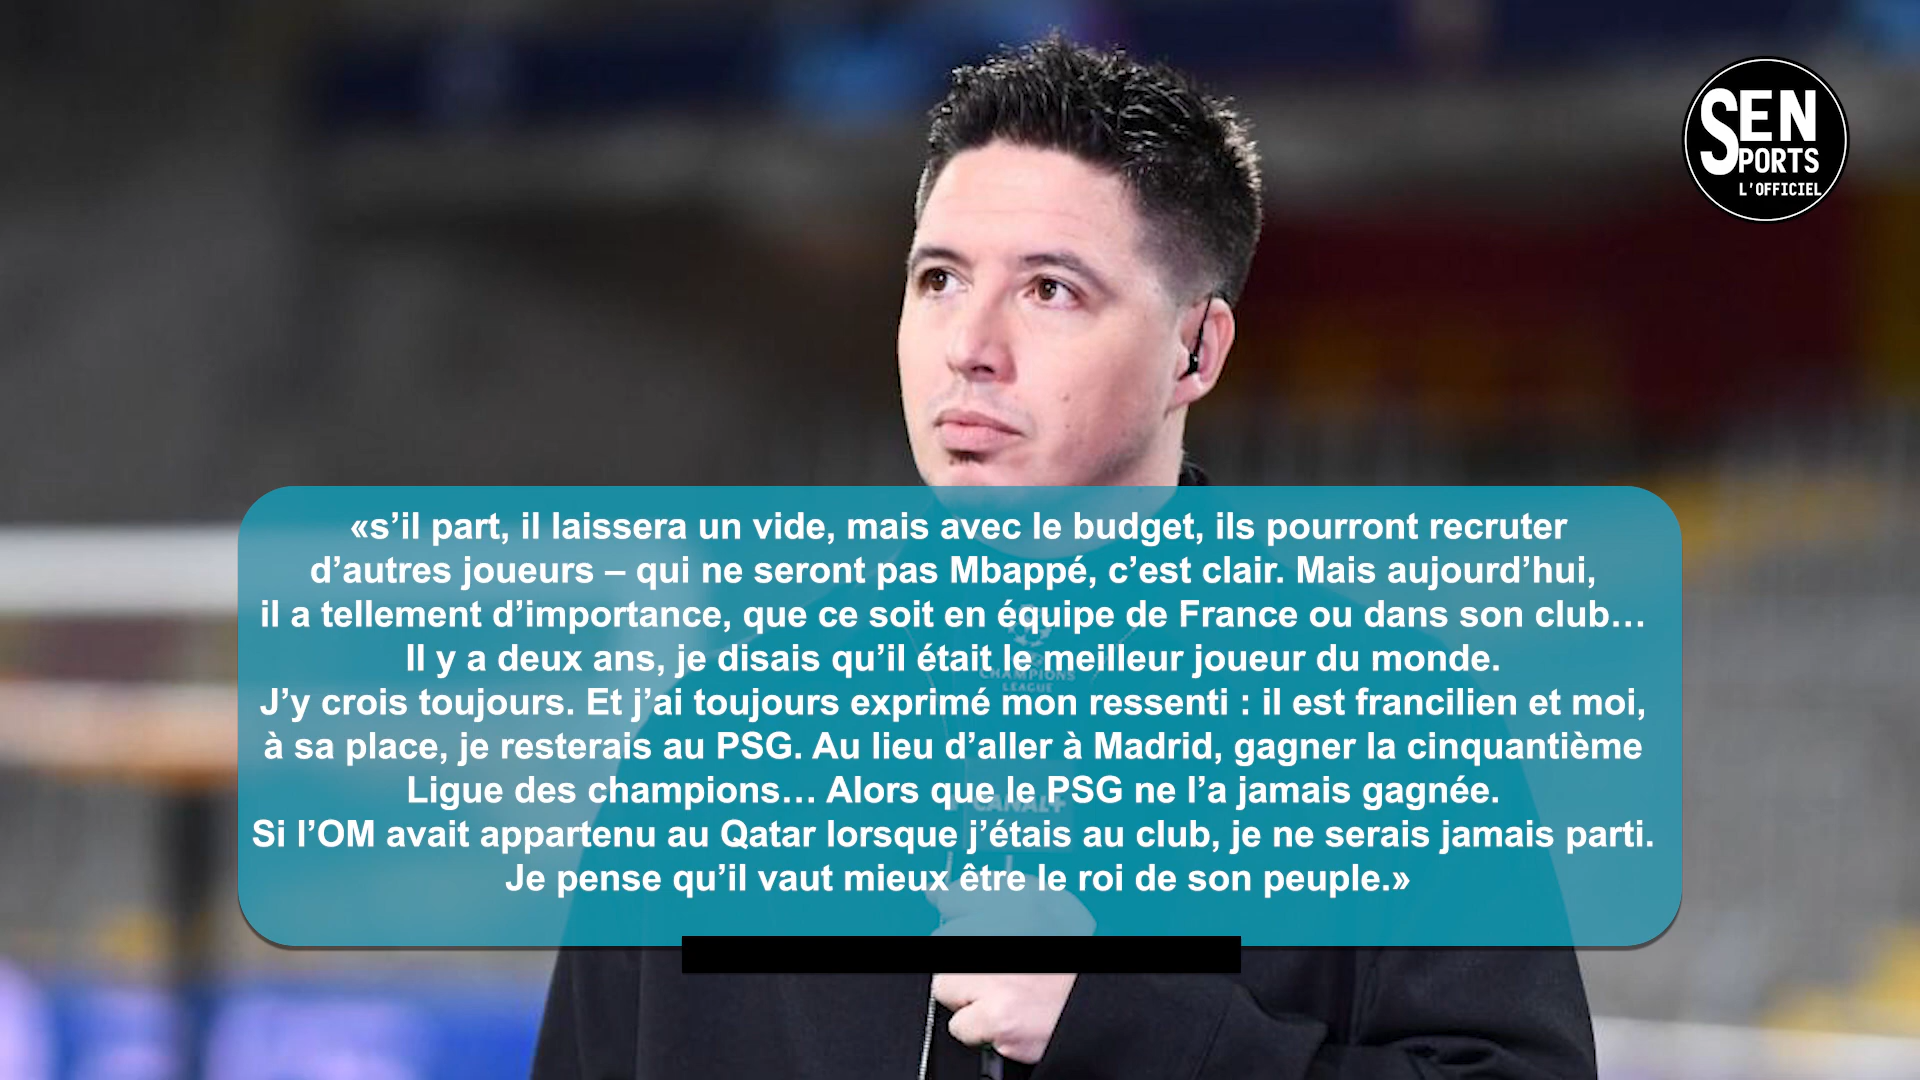 SEN
SPORTS
L'OFFICIEL
«s’il part, il laissera un vide, mais avec le budget, ils pourront recruter
d’autres joueurs – qui ne seront pas Mbappé, c’est clair. Mais aujourd’hui,
il a tellement d’importance, que ce soit en équipe de France ou dans son club…
Il y a deux ans, je disais qu’il était le meilleur joueur du monde.
J’y crois toujours. Et j’ai toujours exprimé mon ressenti : il est francilien et moi,
à sa place, je resterais au PSG. Au lieu d’aller à Madrid, gagner la cinquantième
Ligue des champions… Alors que le PSG ne l’a jamais gagnée.
Si l’OM avait appartenu au Qatar lorsque j’étais au club, je ne serais jamais parti.
Je pense qu’il vaut mieux être le roi de son peuple.»
CHAMPIONS
LEAGUE
CANAL+